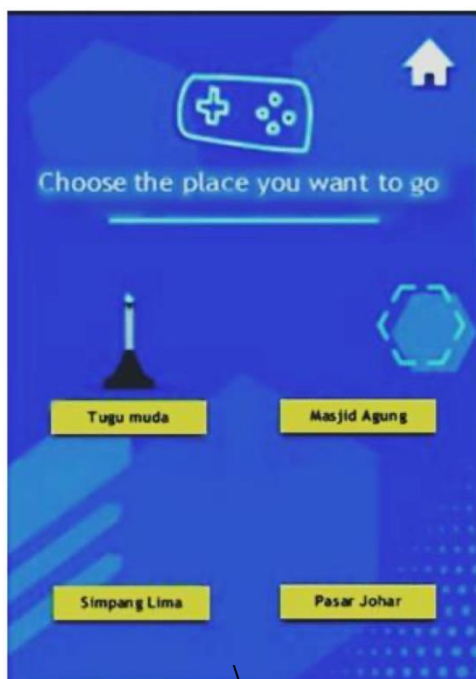 Choose the place you want to go
Tugu muda
Masjid Agung
Simpang Lima
Pasar Johar
\